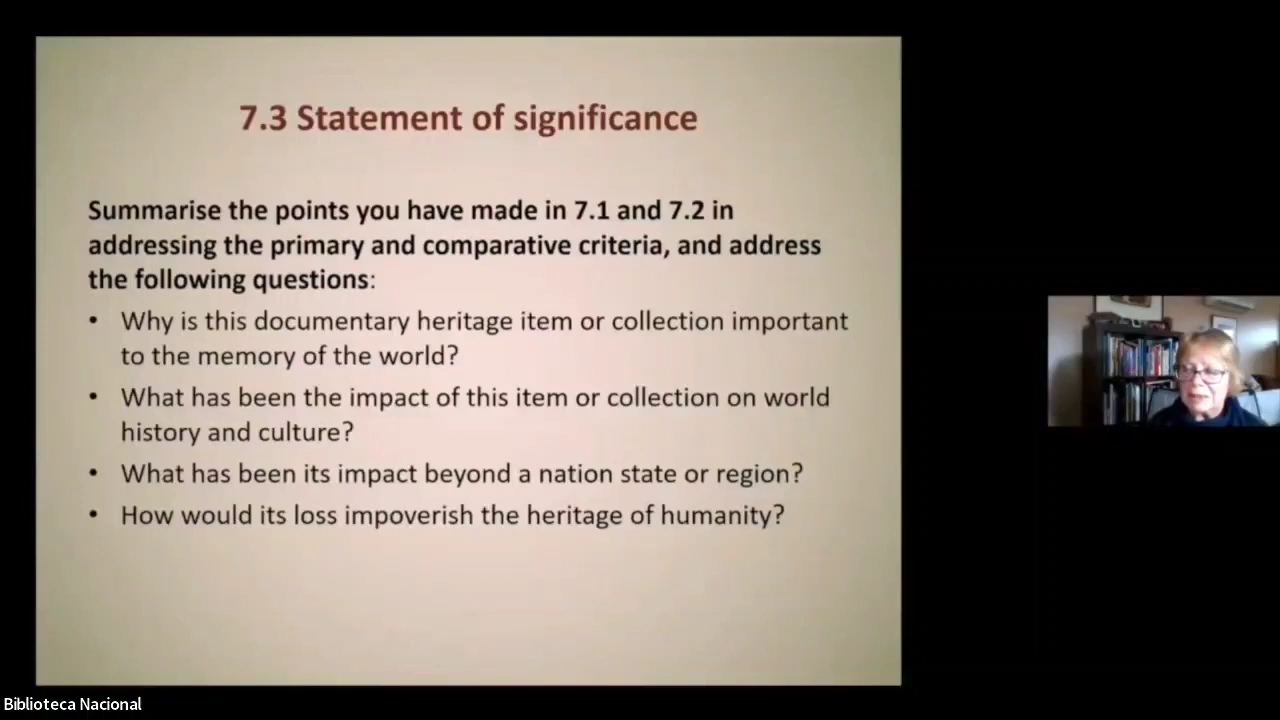 7.3 Statement of significance
Summarise the points you have made in 7.1 and 7.2 in
addressing the primary and comparative criteria, and address
the following questions:
• Why is this documentary heritage item or collection important
to the memory of the world?
• What has been the impact of this item or collection on world
history and culture?
• What has been its impact beyond a nation state or region?
• How would its loss impoverish the heritage of humanity?
Biblioteca Nacional